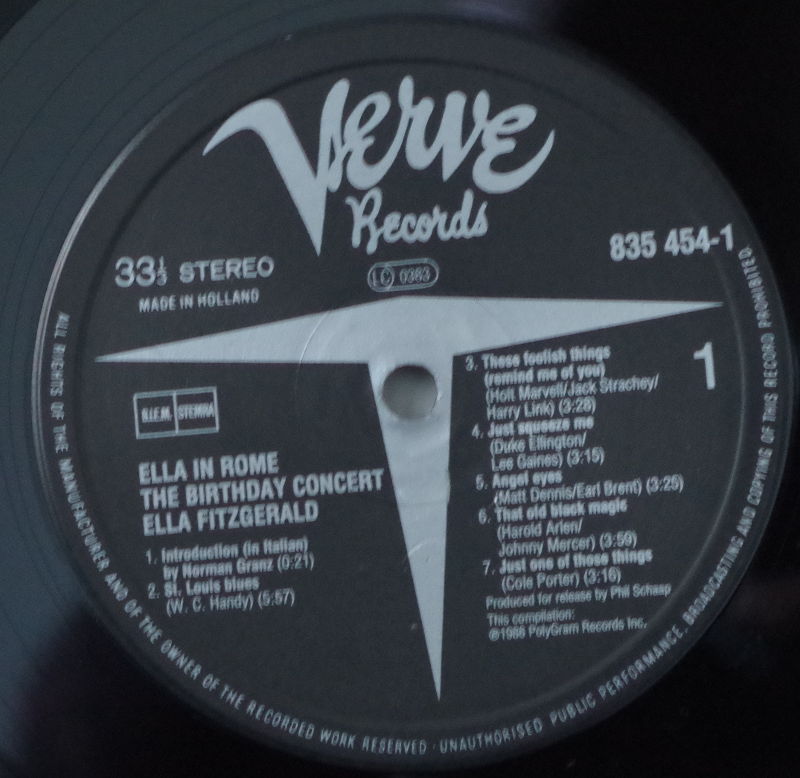 Verve
Records
33⅓ STEREO
MADE IN HOLLAND
LC 0383
835 454-1
1
B.I.E.M. STEMRA
ELLA IN ROME
THE BIRTHDAY CONCERT
ELLA FITZGERALD
1. Introduction (in Italian)
by Norman Granz (0:21)
2. St. Louis blues
(W. C. Handy) (5:57)
3. These foolish things
(remind me of you)
(Holt Marvell/Jack Strachey/
Harry Link) (3:28)
4. Just squeeze me
(Duke Ellington/
Lee Gaines) (3:15)
5. Angel eyes
(Matt Dennis/Earl Brent) (3:25)
6. That old black magic
(Harold Arlen/
Johnny Mercer) (3:59)
7. Just one of those things
(Cole Porter) (3:16)
Produced for release by Phil Schaap
This compilation:
℗1988 PolyGram Records Inc.
ALL RIGHTS OF THE MANUFACTURER AND OF THE OWNER OF THE RECORDED WORK RESERVED · UNAUTHORISED PUBLIC PERFORMANCE, BROADCASTING AND COPYING OF THIS RECORD PROHIBITED.